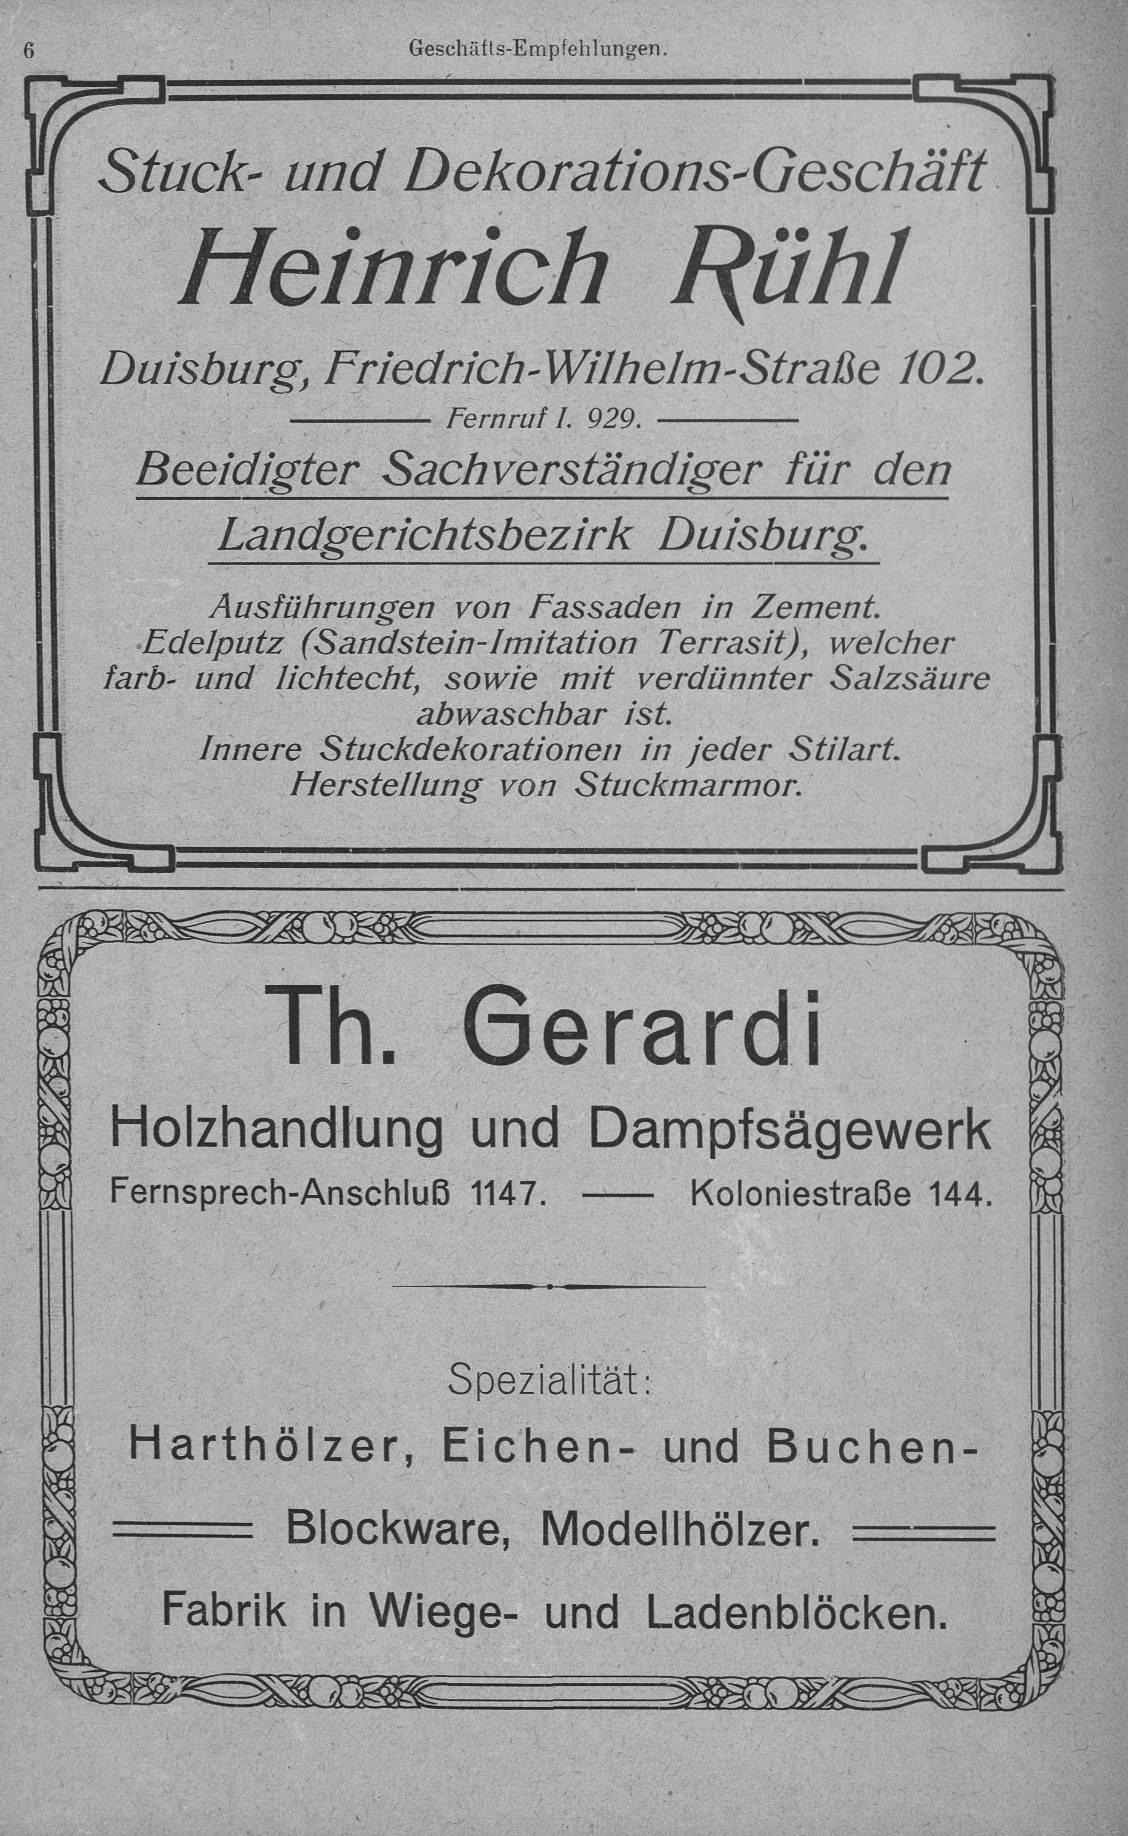 6
Geschäfts-Empfehlungen.
Stuck- und Dekorations-Geschäft
Heinrich Rühl
Duisburg, Friedrich-Wilhelm-Straße 102.
Fernruf I. 929.
Beeidigter Sachverständiger für den
Landgerichtsbezirk Duisburg.
Ausführungen von Fassaden in Zement.
Edelputz (Sandstein-Imitation Terrasit), welcher
farb- und lichtecht, sowie mit verdünnter Salzsäure
abwaschbar ist.
Innere Stuckdekorationen in jeder Stilart.
Herstellung von Stuckmarmor.
Th. Gerardi
Holzhandlung und Dampfsägewerk
Fernsprech-Anschluß 1147. — Koloniestraße 144.
Spezialität:
Harthölzer, Eichen- und Buchen-
Blockware, Modellhölzer.
Fabrik in Wiege- und Ladenblöcken.